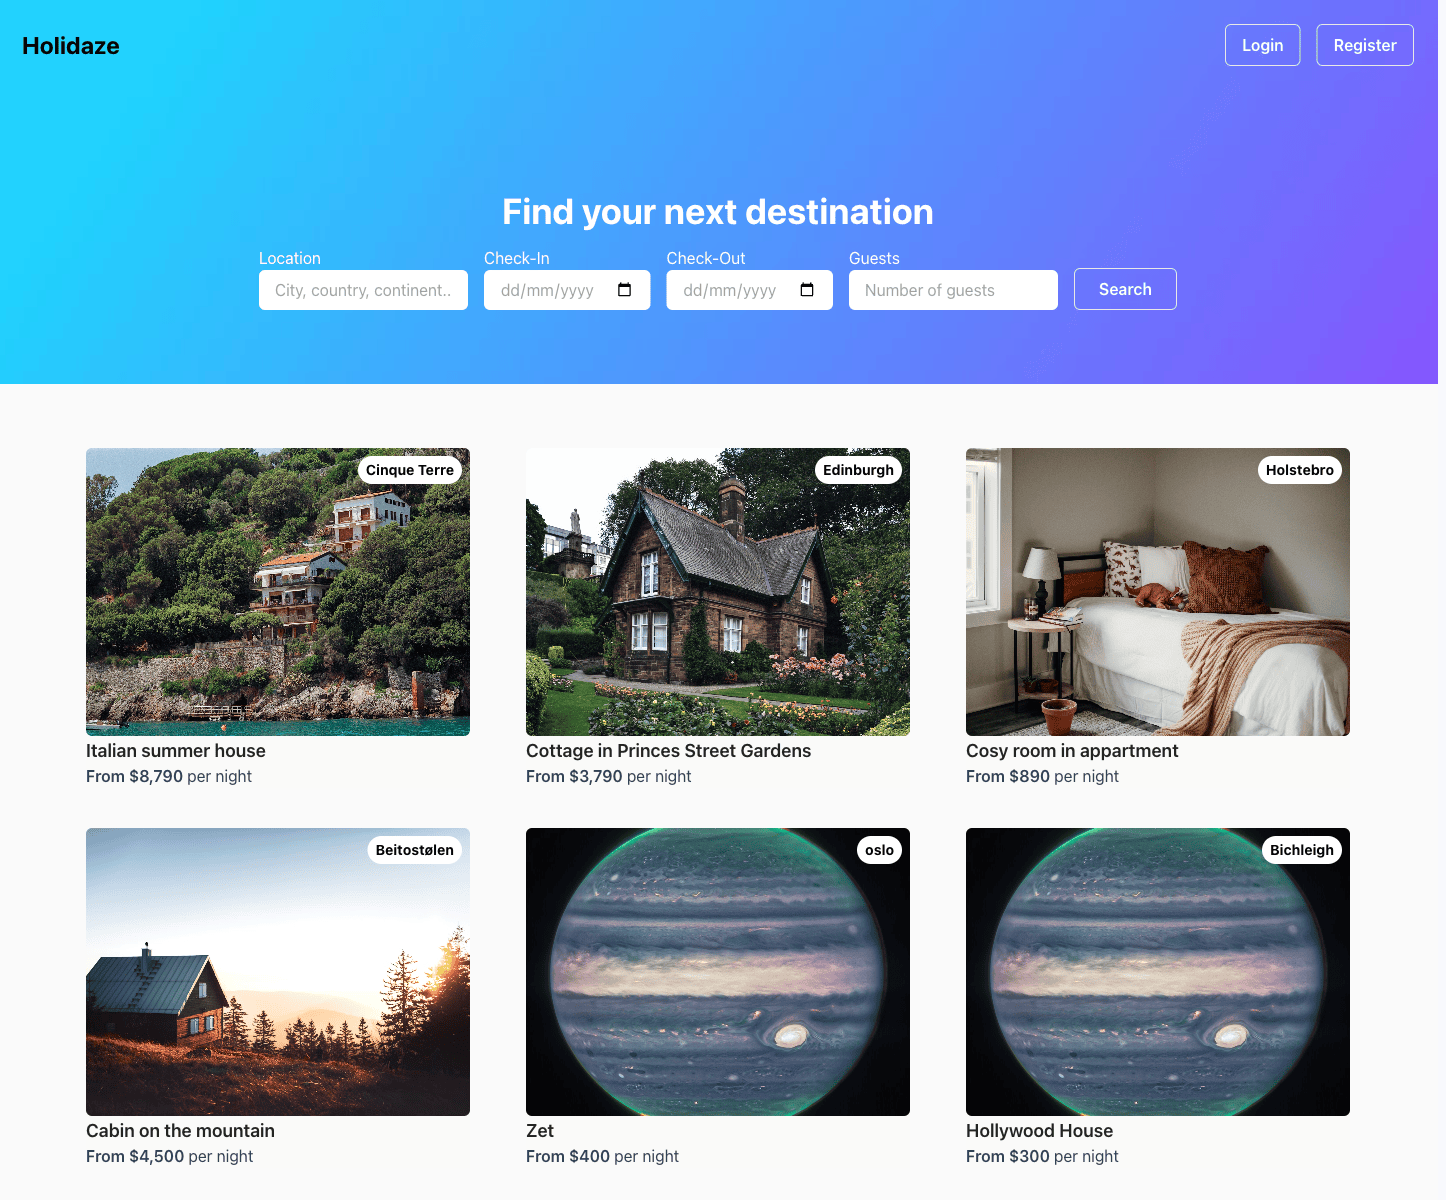 Holidaze
Login
Register
Find your next destination
Location
Check-In
Check-Out
Guests
City, country, continent..
dd/mm/yyyy
dd/mm/yyyy
Number of guests
Search
Cinque Terre
Edinburgh
Holstebro
Italian summer house
From $8,790 per night
Cottage in Princes Street Gardens
From $3,790 per night
Cosy room in appartment
From $890 per night
Beitostølen
oslo
Bichleigh
Cabin on the mountain
From $4,500 per night
Zet
From $400 per night
Hollywood House
From $300 per night